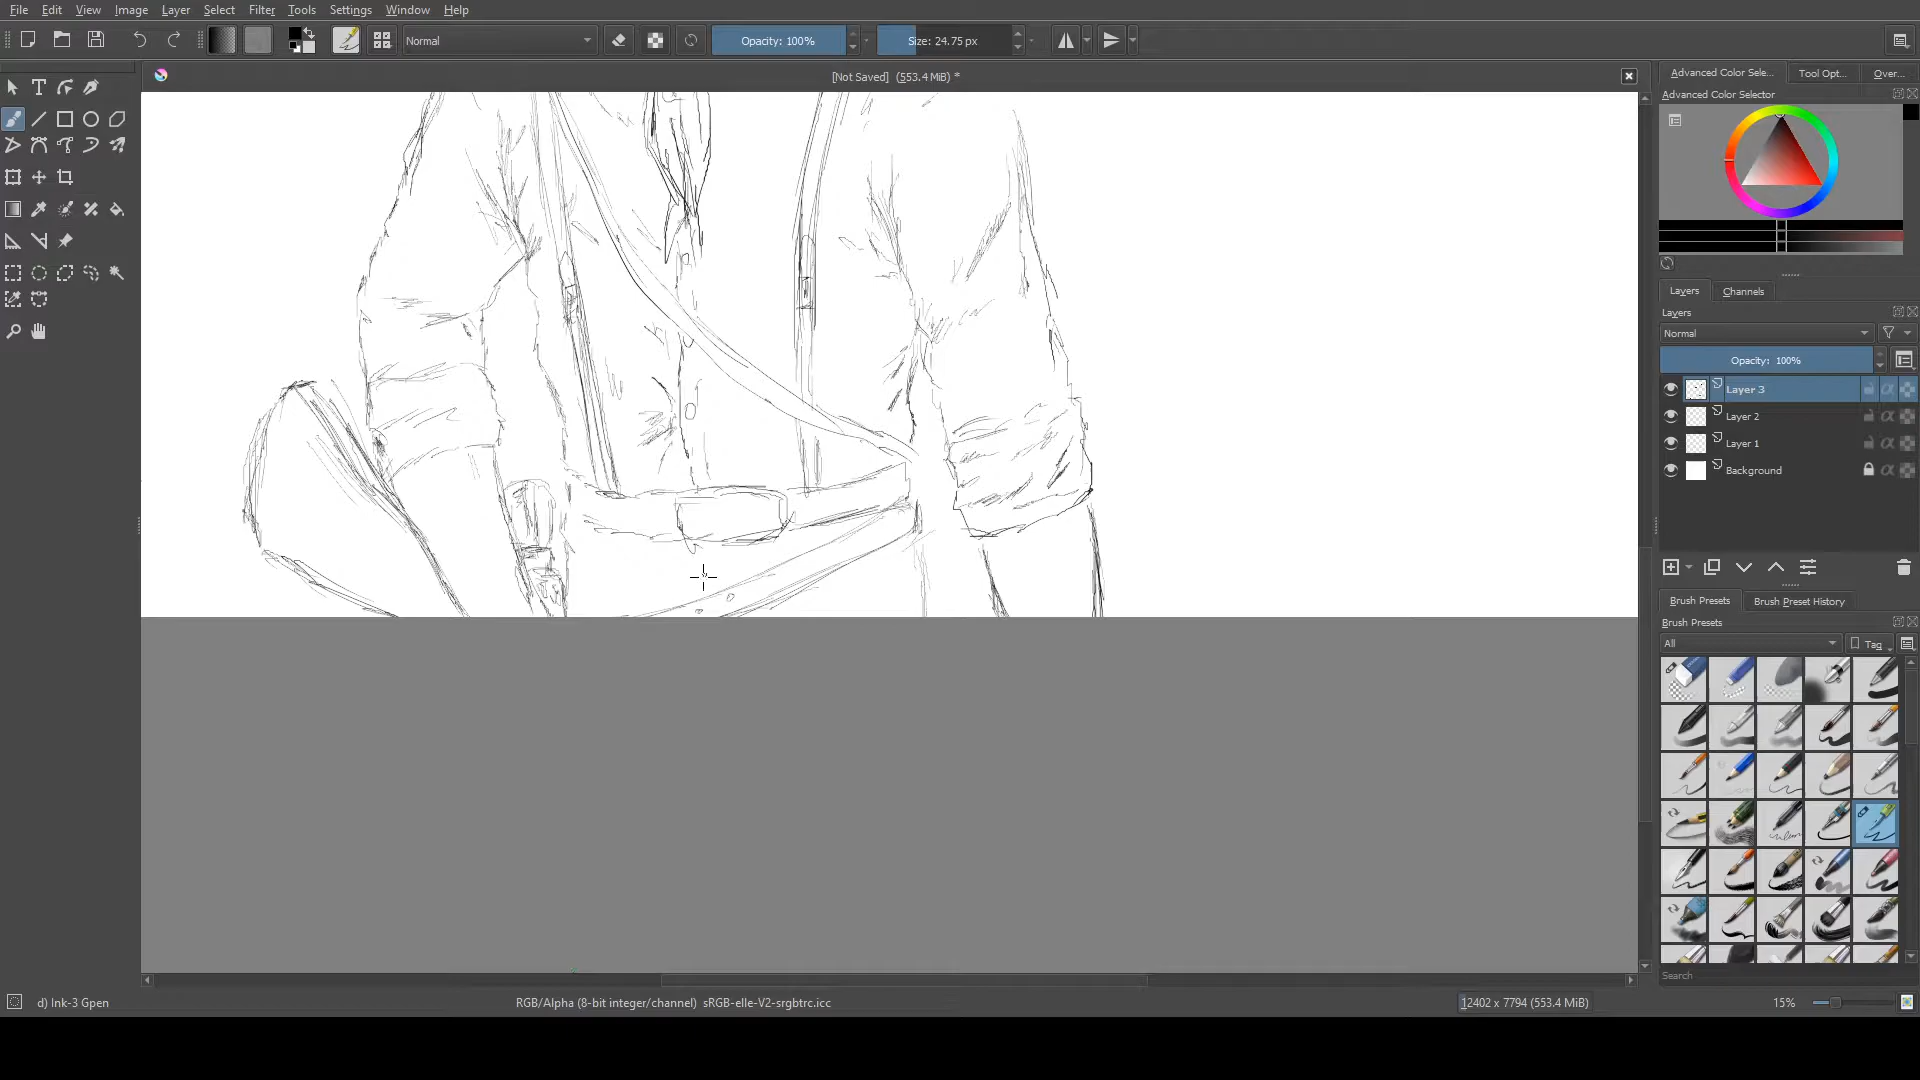 File Edit View Image Layer Select Filter Tools Settings Window Help
Normal
Opacity: 100%
Size: 24.75 px
[Not Saved] (553.4 MiB) *
Advanced Color Sele... Tool Opt... Over...
Advanced Color Selector
Layers Channels
Layers
Normal
Opacity: 100%
Layer 3
Layer 2
Layer 1
Background
Brush Presets Brush Preset History
Brush Presets
All
Tag
Search
d) Ink-3 Gpen
RGB/Alpha (8-bit integer/channel) sRGB-elle-V2-srgbtrc.icc
12402 x 7794 (553.4 MiB)
15%